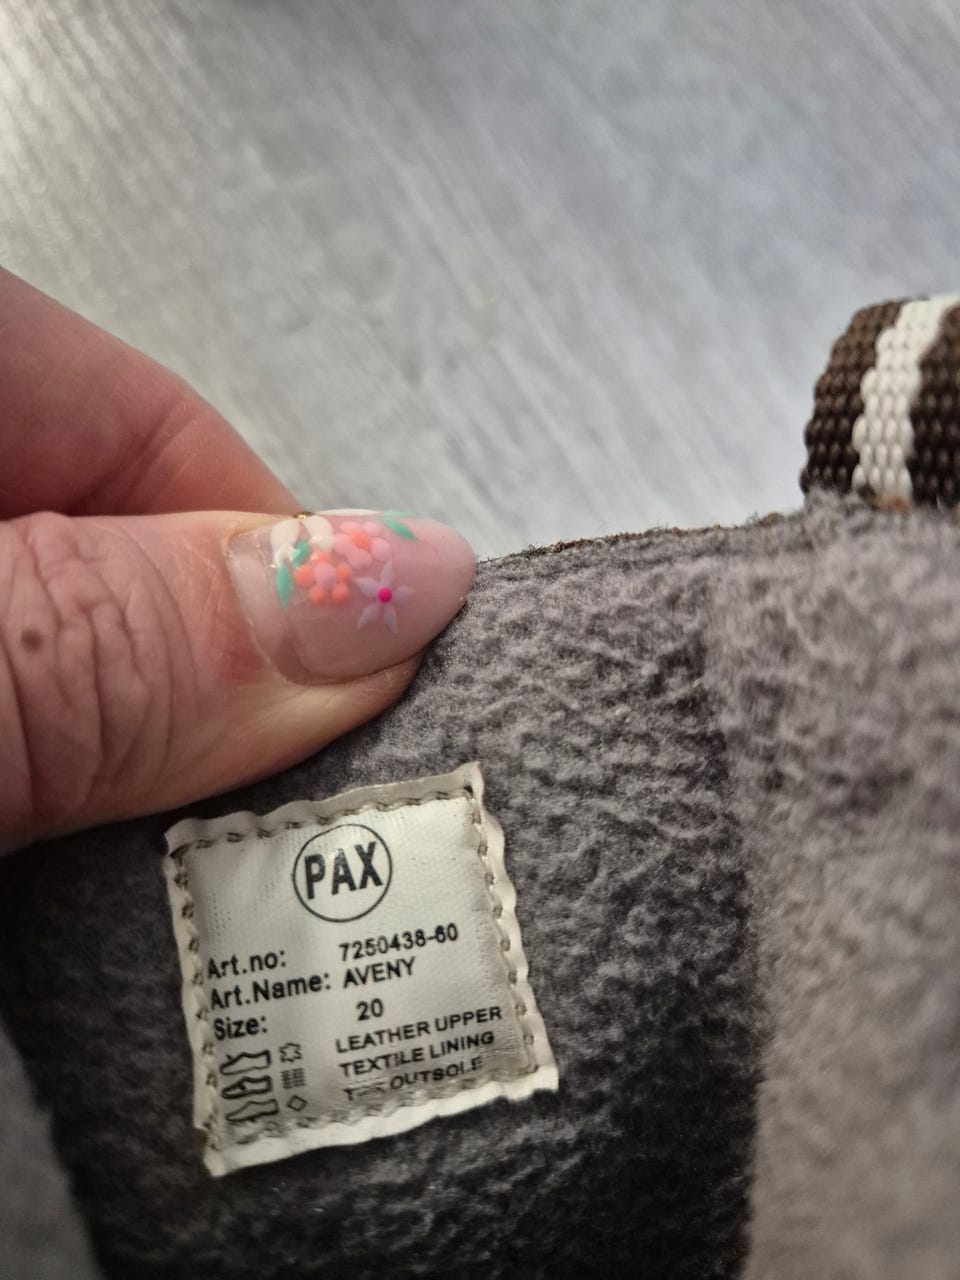 PAX
Art.no: 7250438-60
Art.Name: AVENY
Size: 20
LEATHER UPPER
TEXTILE LINING
OUTSOLE